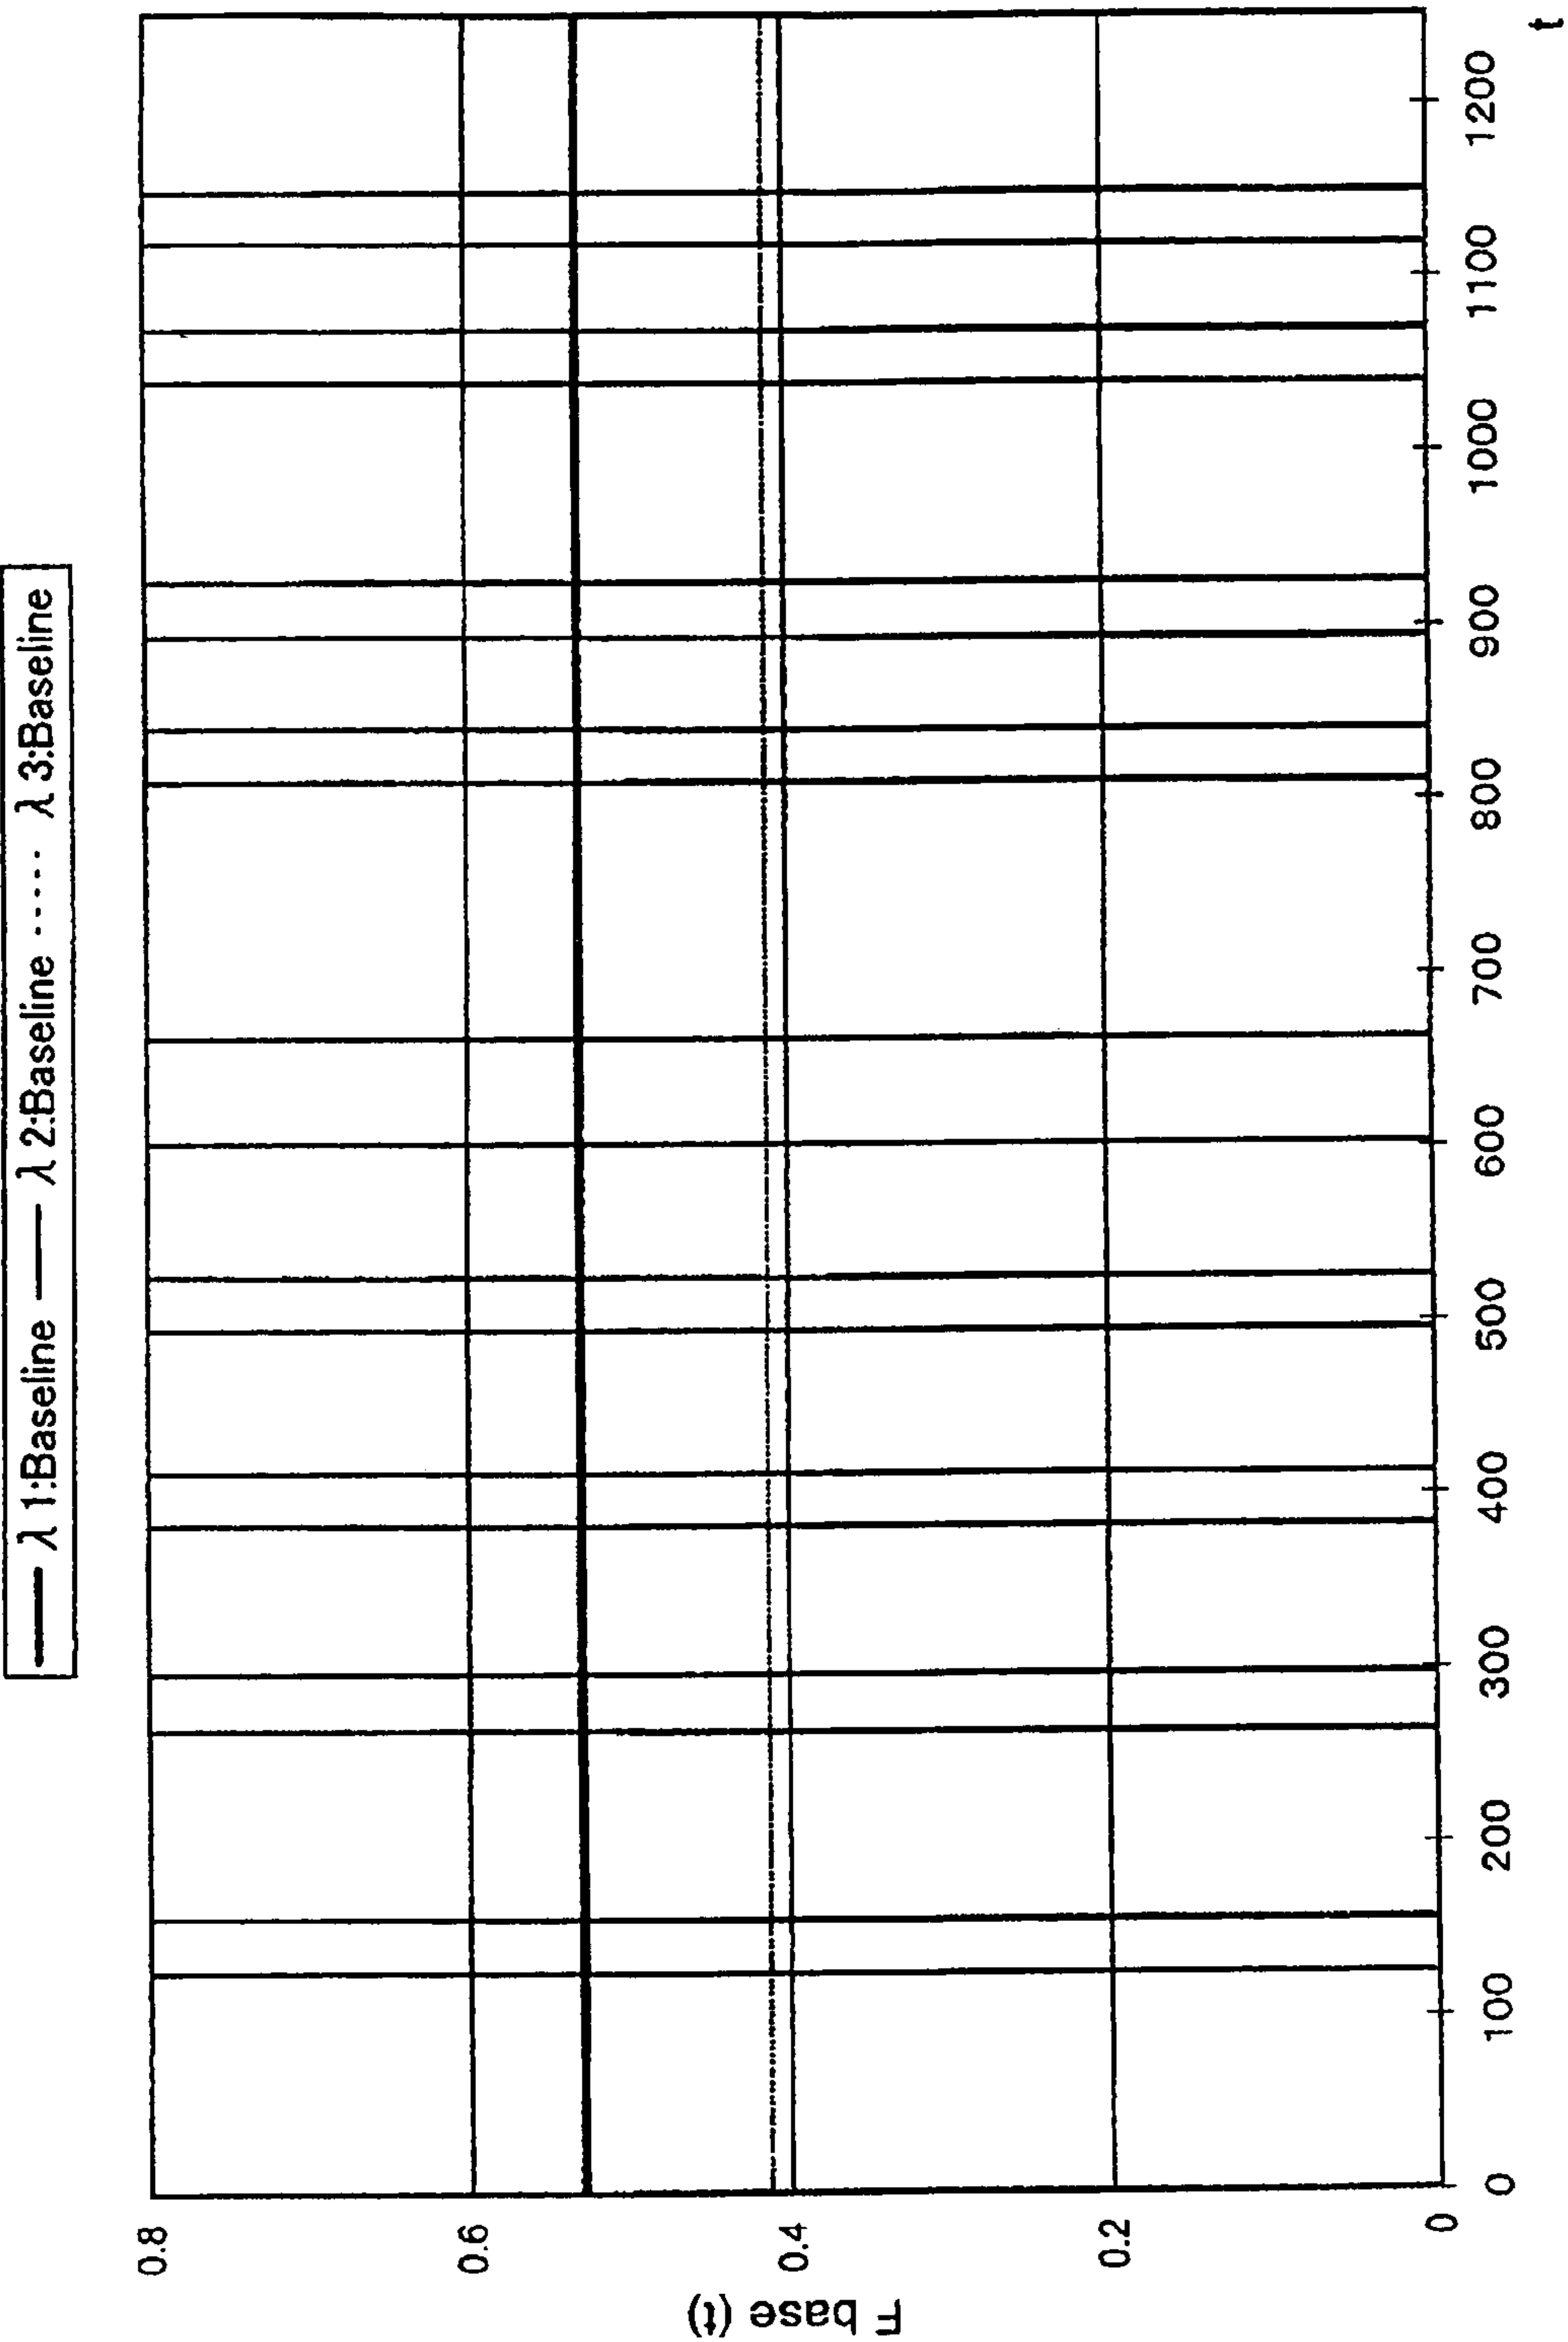 λ 1:Baseline λ 2:Baseline λ 3:Baseline
Γ base (t)
0.8
0.6
0.4
0.2
0
0 100 200 300 400 500 600 700 800 900 1000 1100 1200
t